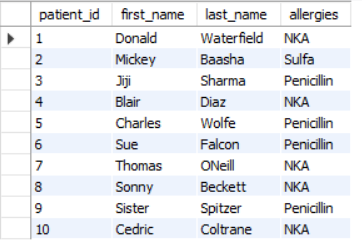 patient_id first_name last_name allergies
1 Donald Waterfield NKA
2 Mickey Baasha Sulfa
3 Jiji Sharma Penicillin
4 Blair Diaz NKA
5 Charles Wolfe Penicillin
6 Sue Falcon Penicillin
7 Thomas ONeill NKA
8 Sonny Beckett NKA
9 Sister Spitzer Penicillin
10 Cedric Coltrane NKA